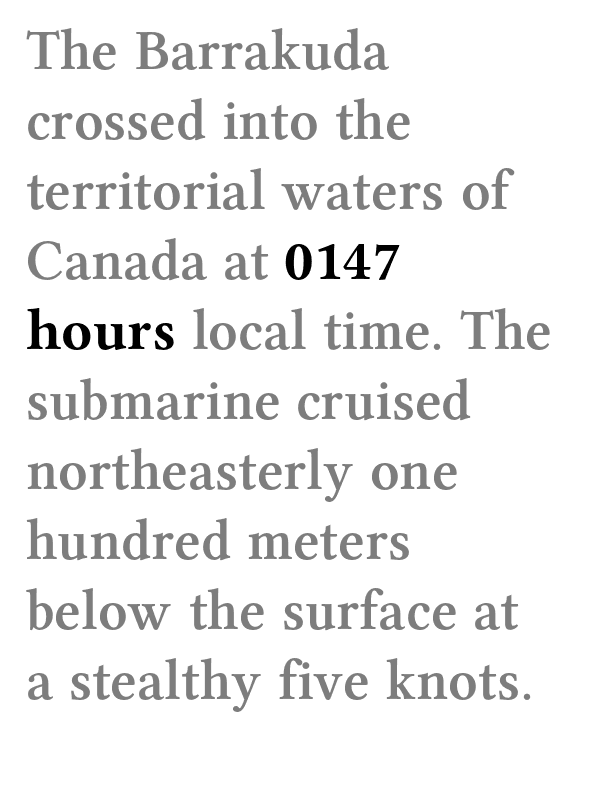 The Barrakuda
crossed into the
territorial waters of
Canada at 0147
hours local time. The
submarine cruised
northeasterly one
hundred meters
below the surface at
a stealthy five knots.